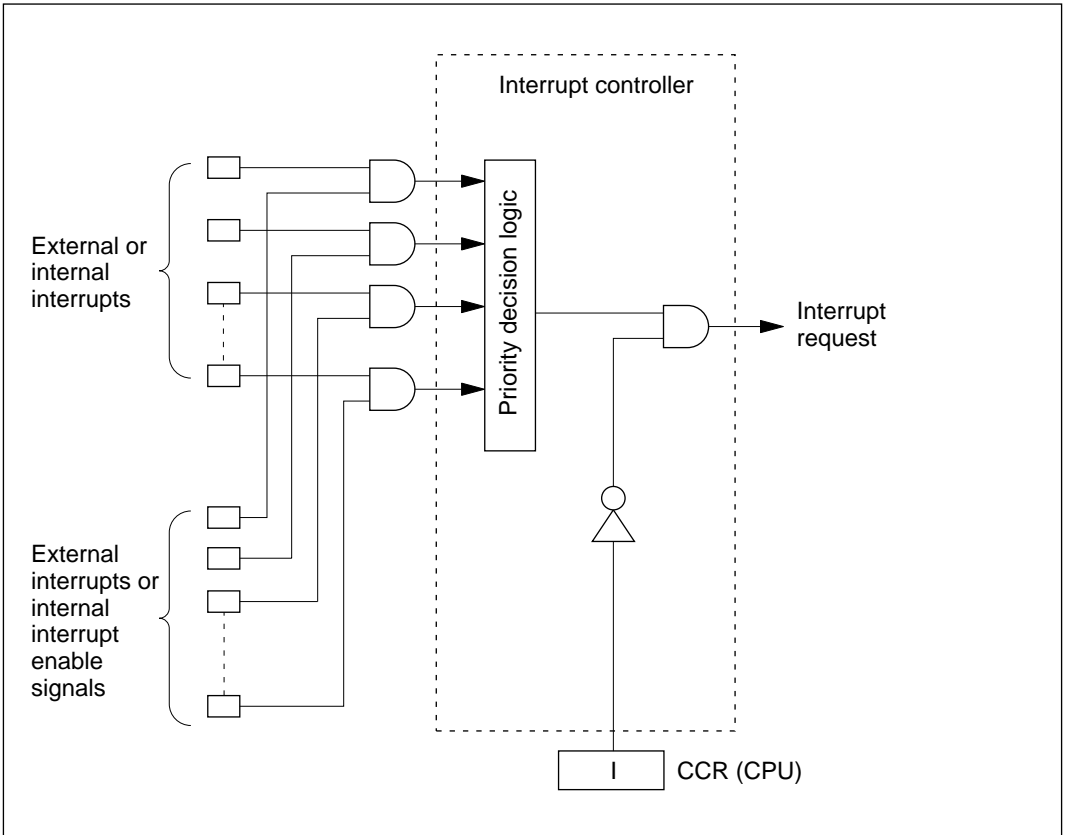 Interrupt controller
External or
internal
interrupts
Priority decision logic
Interrupt
request
External
interrupts or
internal
interrupt
enable
signals
I
CCR (CPU)